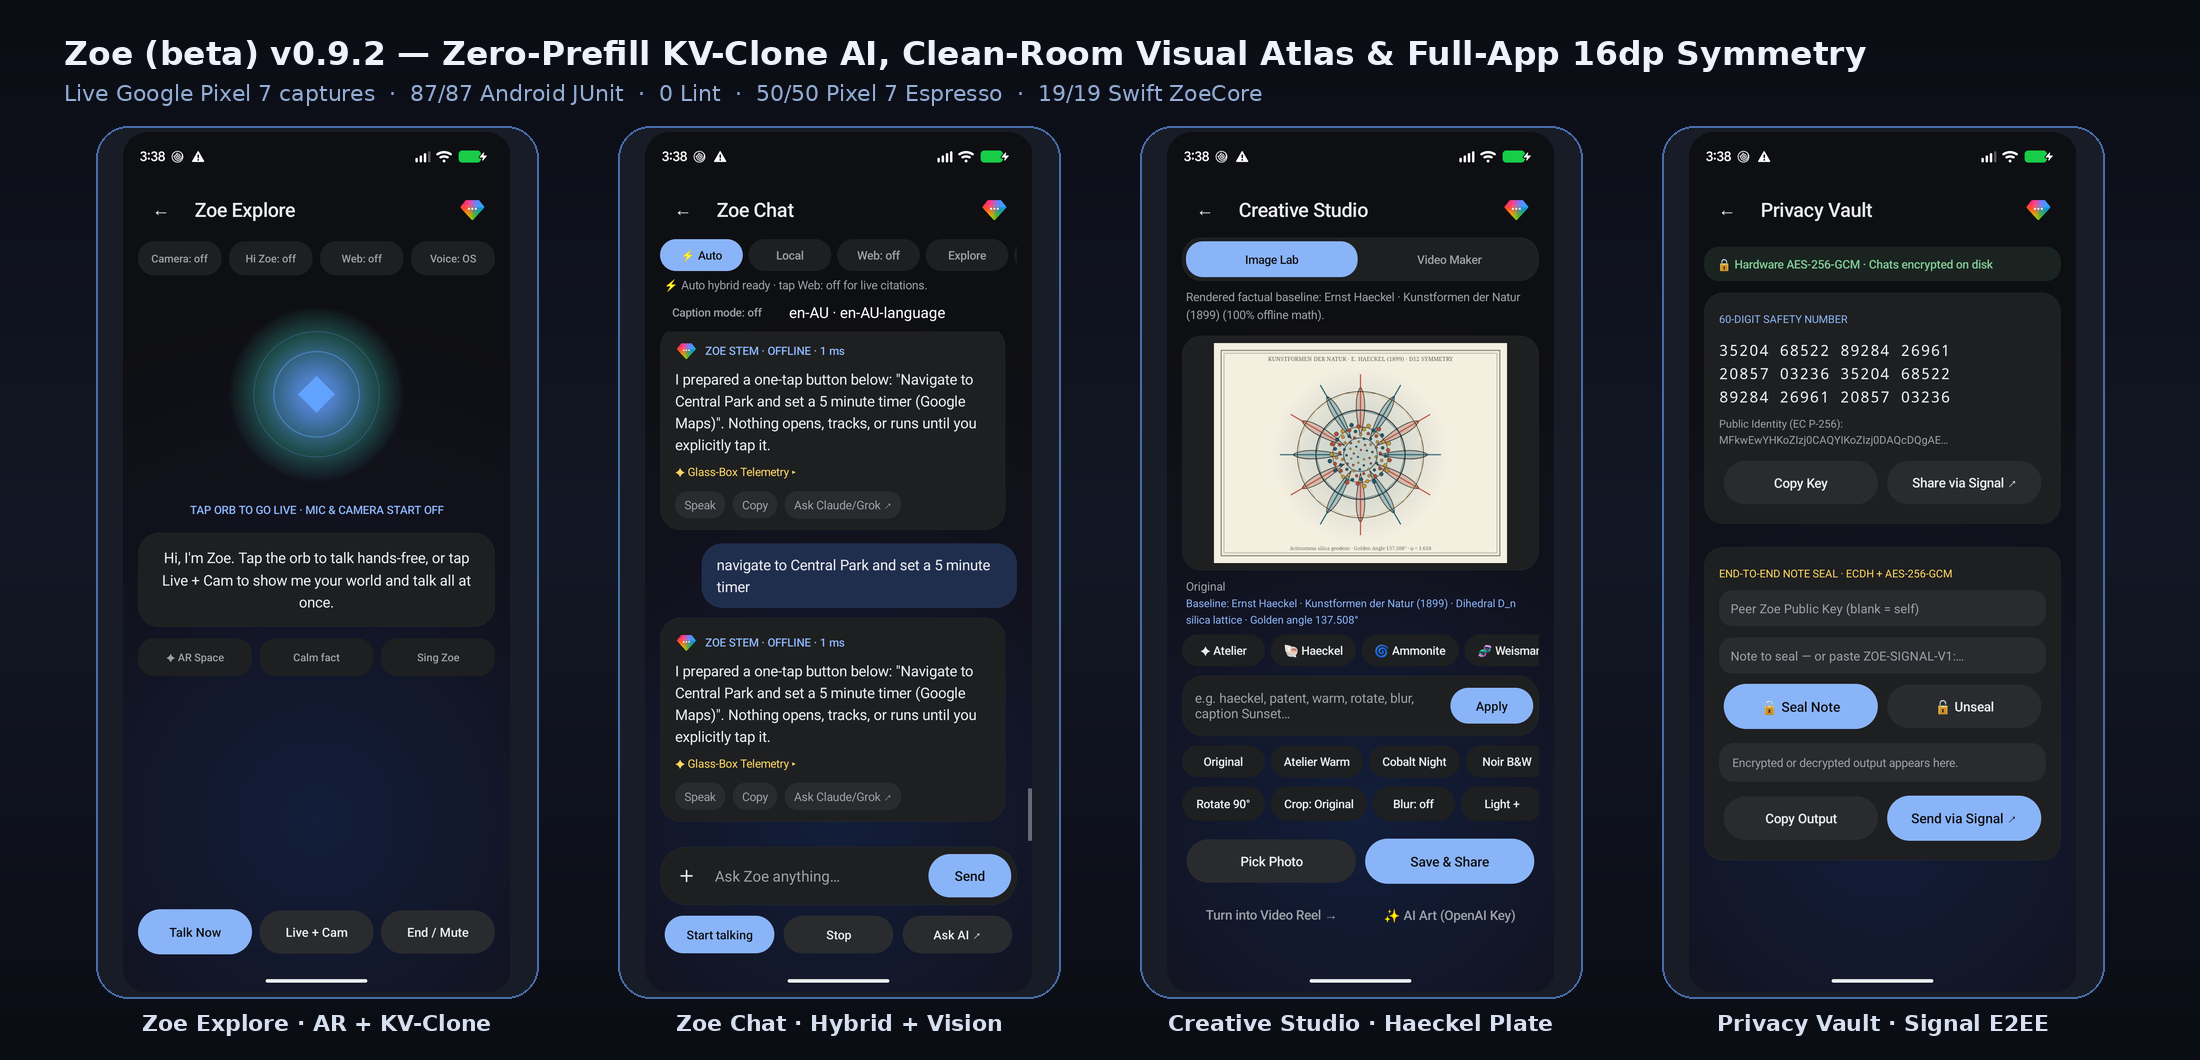 Zoe (beta) v0.9.2 — Zero-Prefill KV-Clone AI, Clean-Room Visual Atlas & Full-App 16dp Symmetry
Live Google Pixel 7 captures · 87/87 Android JUnit · 0 Lint · 50/50 Pixel 7 Espresso · 19/19 Swift ZoeCore
3:38
← Zoe Explore
Camera: off
Hi Zoe: off
Web: off
Voice: OS
TAP ORB TO GO LIVE · MIC & CAMERA START OFF
Hi, I'm Zoe. Tap the orb to talk hands-free, or tap
Live + Cam to show me your world and talk all at
once.
✦ AR Space
Calm fact
Sing Zoe
Talk Now
Live + Cam
End / Mute
Zoe Explore · AR + KV-Clone
3:38
← Zoe Chat
⚡ Auto
Local
Web: off
Explore
⚡ Auto hybrid ready · tap Web: off for live citations.
Caption mode: off
en-AU · en-AU-language
ZOE STEM · OFFLINE · 1 ms
I prepared a one-tap button below: "Navigate to
Central Park and set a 5 minute timer (Google
Maps)". Nothing opens, tracks, or runs until you
explicitly tap it.
✦ Glass-Box Telemetry ▸
Speak
Copy
Ask Claude/Grok ↗
navigate to Central Park and set a 5 minute
timer
ZOE STEM · OFFLINE · 1 ms
I prepared a one-tap button below: "Navigate to
Central Park and set a 5 minute timer (Google
Maps)". Nothing opens, tracks, or runs until you
explicitly tap it.
✦ Glass-Box Telemetry ▸
Speak
Copy
Ask Claude/Grok ↗
+ Ask Zoe anything…
Send
Start talking
Stop
Ask AI ↗
Zoe Chat · Hybrid + Vision
3:38
← Creative Studio
Image Lab
Video Maker
Rendered factual baseline: Ernst Haeckel · Kunstformen der Natur
(1899) (100% offline math).
KUNSTFORMEN DER NATUR · E. HAECKEL (1899) · D12 SYMMETRY
Actinomma silica geodesic · Golden Angle 137.508° · φ = 1.618
Original
Baseline: Ernst Haeckel · Kunstformen der Natur (1899) · Dihedral D_n
silica lattice · Golden angle 137.508°
✦ Atelier
🐚 Haeckel
🌀 Ammonite
🧬 Weismar
e.g. haeckel, patent, warm, rotate, blur,
caption Sunset…
Apply
Original
Atelier Warm
Cobalt Night
Noir B&W
Rotate 90°
Crop: Original
Blur: off
Light +
Pick Photo
Save & Share
Turn into Video Reel →
✨ AI Art (OpenAI Key)
Creative Studio · Haeckel Plate
3:38
← Privacy Vault
🔒 Hardware AES-256-GCM · Chats encrypted on disk
60-DIGIT SAFETY NUMBER
35204 68522 89284 26961
20857 03236 35204 68522
89284 26961 20857 03236
Public Identity (EC P-256):
MFkwEwYHKoZIzj0CAQYIKoZIzj0DAQcDQgAE…
Copy Key
Share via Signal ↗
END-TO-END NOTE SEAL · ECDH + AES-256-GCM
Peer Zoe Public Key (blank = self)
Note to seal — or paste ZOE-SIGNAL-V1:…
🔒 Seal Note
🔓 Unseal
Encrypted or decrypted output appears here.
Copy Output
Send via Signal ↗
Privacy Vault · Signal E2EE